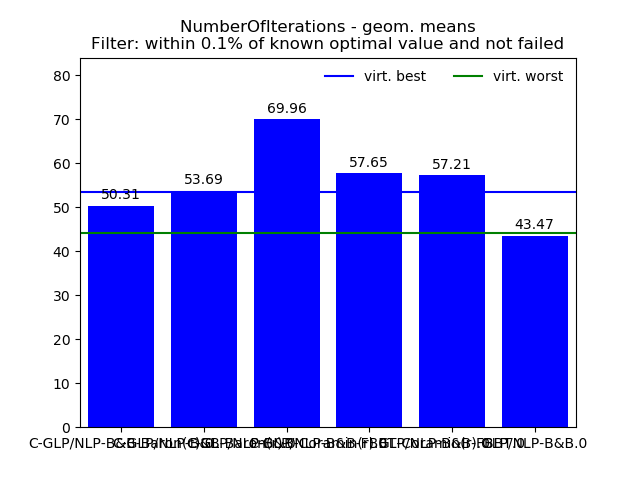 NumberOfIterations - geom. means
Filter: within 0.1% of known optimal value and not failed
virt. best
virt. worst
80
70
60
50
40
30
20
10
0
50.31
53.69
69.96
57.65
57.21
43.47
C-GLP/NLP-B&B
NLP-B&B.0